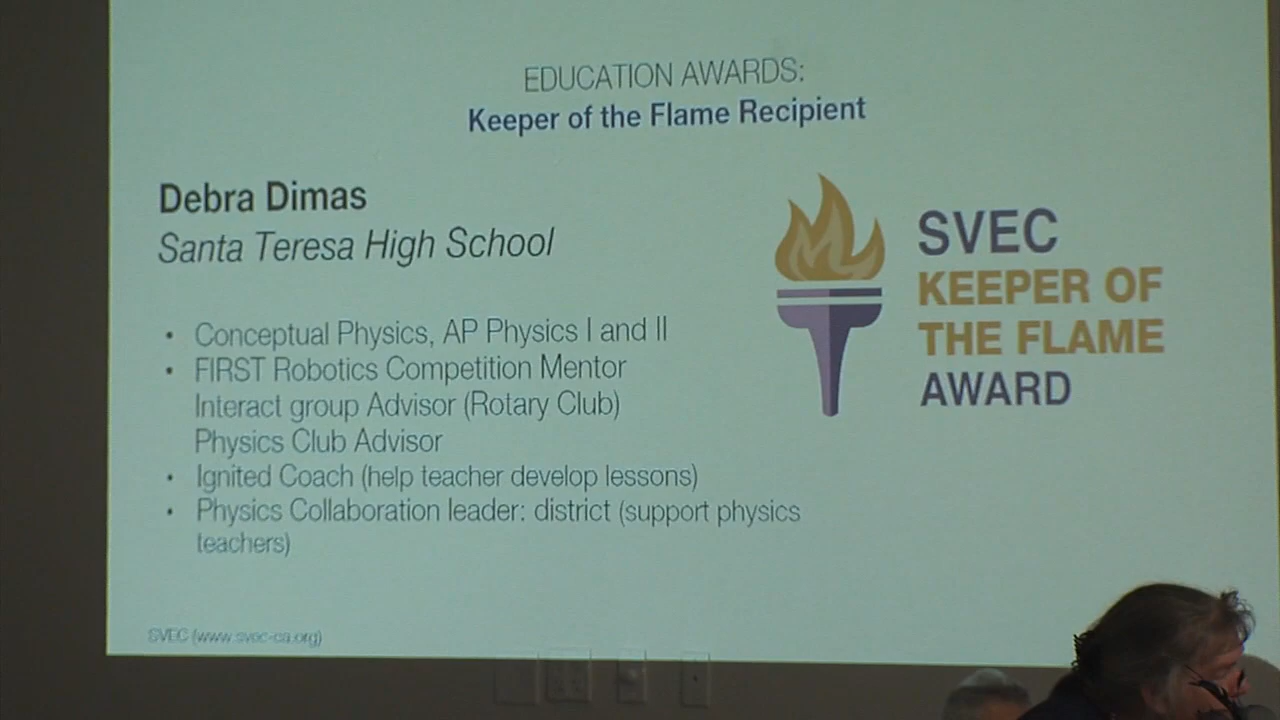 EDUCATION AWARDS:
Keeper of the Flame Recipient
Debra Dimas
Santa Teresa High School
• Conceptual Physics, AP Physics I and II
• FIRST Robotics Competition Mentor
Interact group Advisor (Rotary Club)
Physics Club Advisor
• Ignited Coach (help teacher develop lessons)
• Physics Collaboration leader: district (support physics
teachers)
SVEC
KEEPER OF
THE FLAME
AWARD
SVEC (www.svec-ca.org)